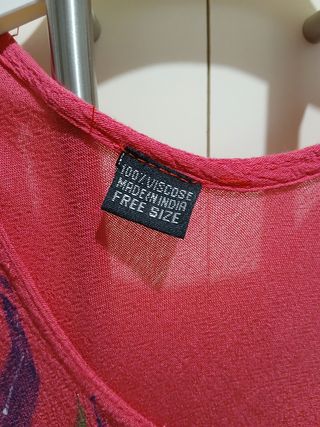 100% VISCOSE
MADE IN INDIA
FREE SIZE